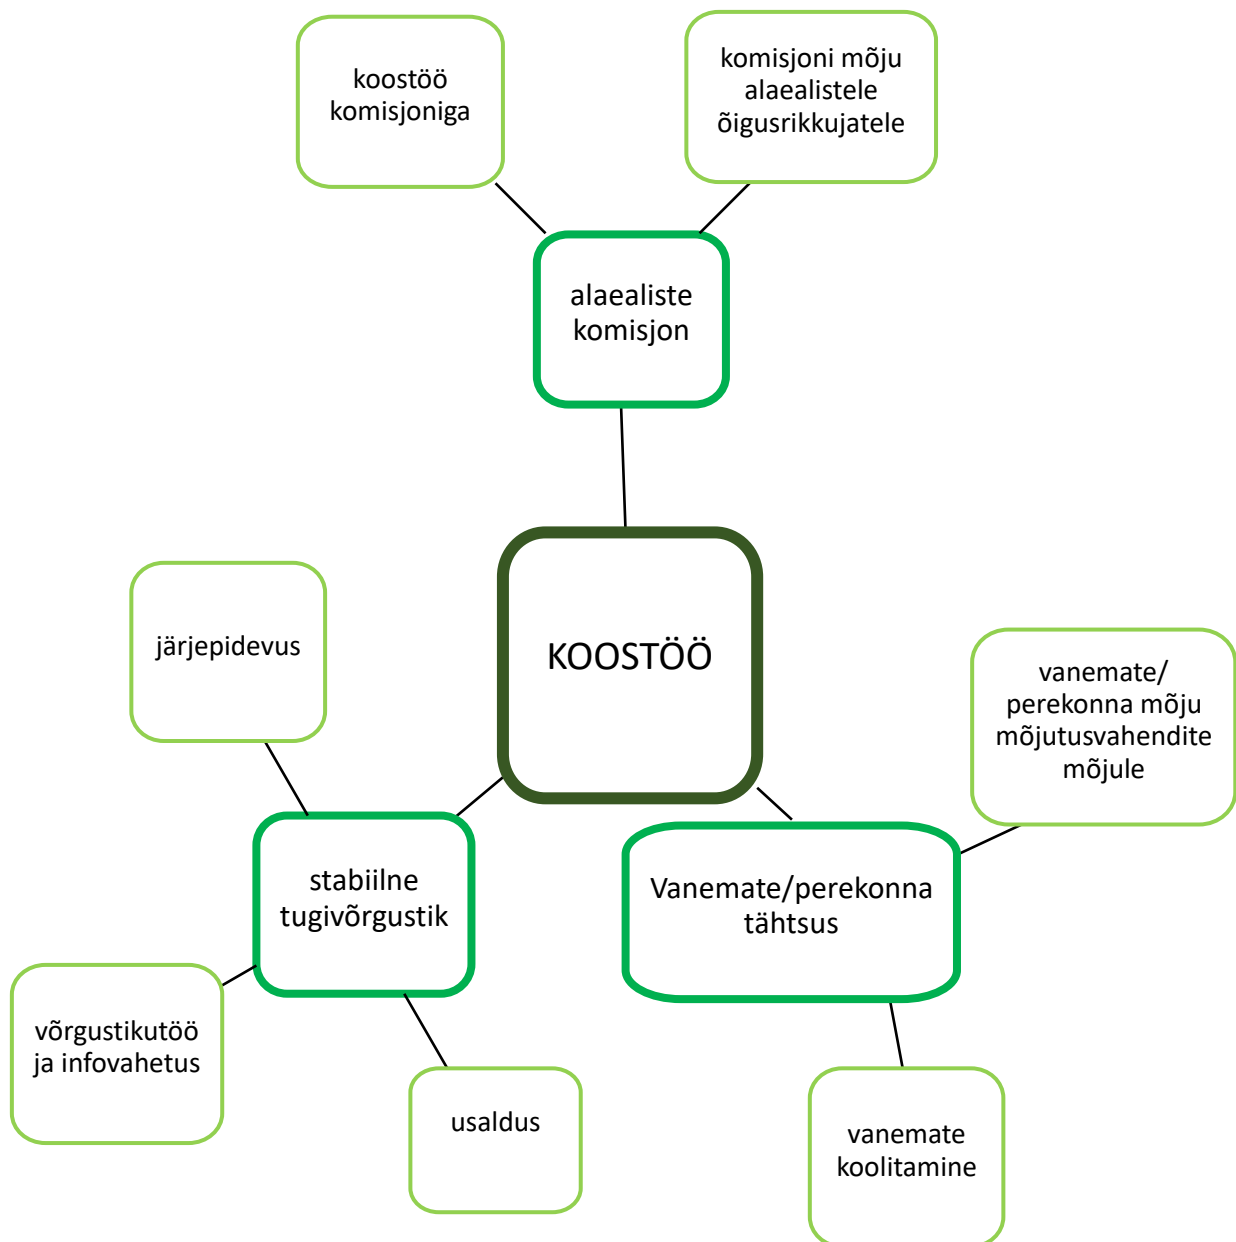 koostöö
komisjoniga
komisjoni mõju
alaealistele
õigusrikkujatele
alaealiste
komisjon
KOOSTÖÖ
järjepidevus
vanemate/
perekonna mõju
mõjutusvahendite
mõjule
stabiilne
tugivõrgustik
Vanemate/perekonna
tähtsus
võrgustikutöö
ja infovahetus
usaldus
vanemate
koolitamine